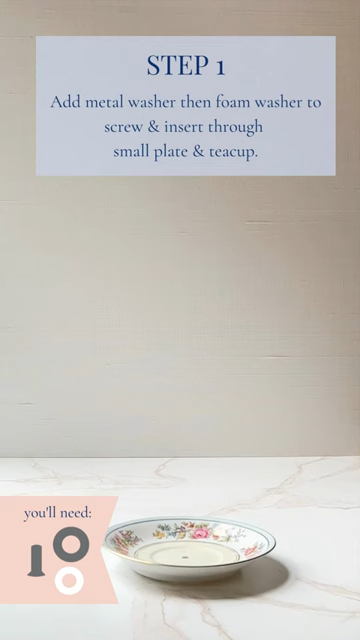 STEP 1
Add metal washer then foam washer to
screw & insert through
small plate & teacup.
you'll need: